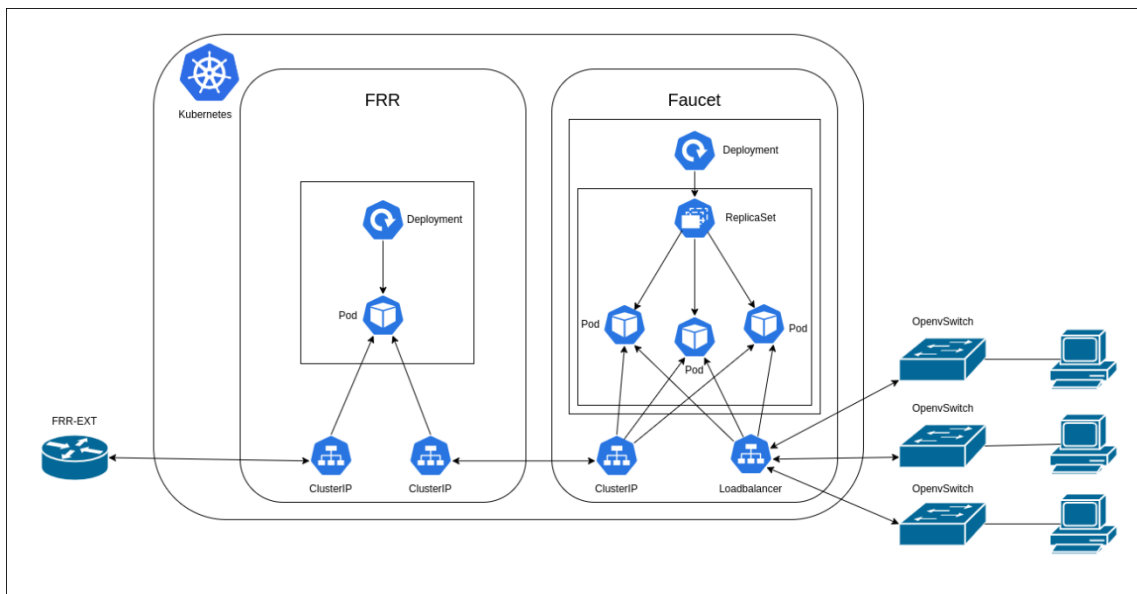 Kubernetes
FRR
Faucet
Deployment
Deployment
ReplicaSet
Pod
Pod
Pod
Pod
FRR-EXT
ClusterIP
ClusterIP
ClusterIP
Loadbalancer
OpenvSwitch
OpenvSwitch
OpenvSwitch